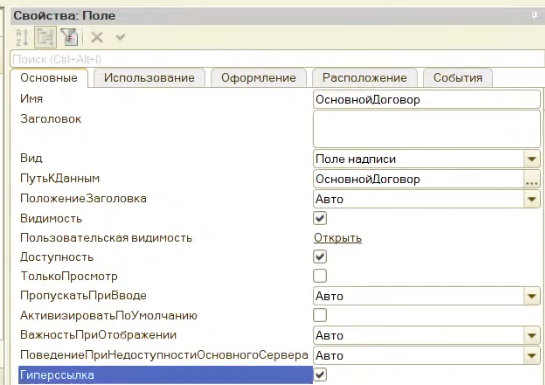 Свойства: Поле
Поиск (Ctrl+Alt+I)
Основные Использование Оформление Расположение События
Имя ОсновнойДоговор
Заголовок
Вид Поле надписи
ПутьКДанным ОсновнойДоговор ...
ПоложениеЗаголовка Авто
Видимость
Пользовательская видимость Открыть
Доступность
ТолькоПросмотр
ПропускатьПриВводе Авто
АктивизироватьПоУмолчанию
ВажностьПриОтображении Авто
ПоведениеПриНедоступностиОсновногоСервера Авто
Гиперссылка